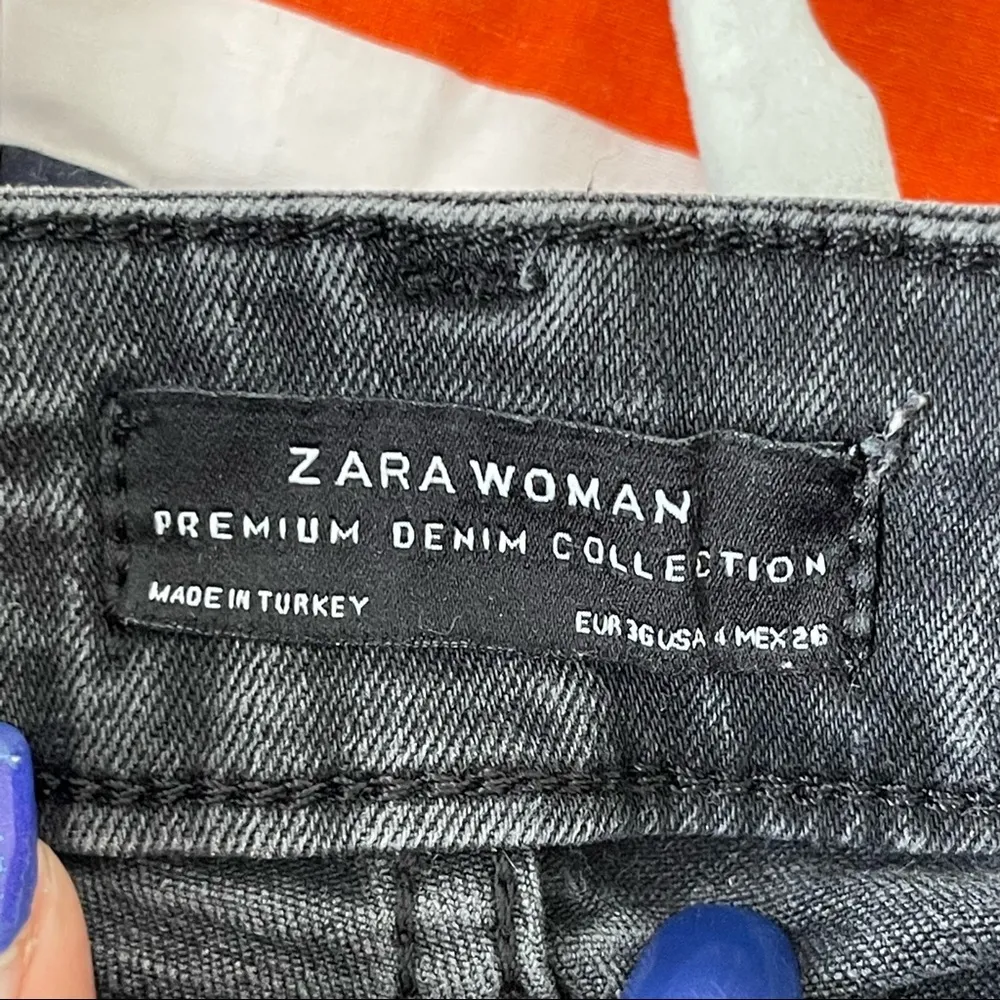 ZARA WOMAN
PREMIUM DENIM COLLECTION
MADE IN TURKEY
EUR 36 USA 4 MEX 26